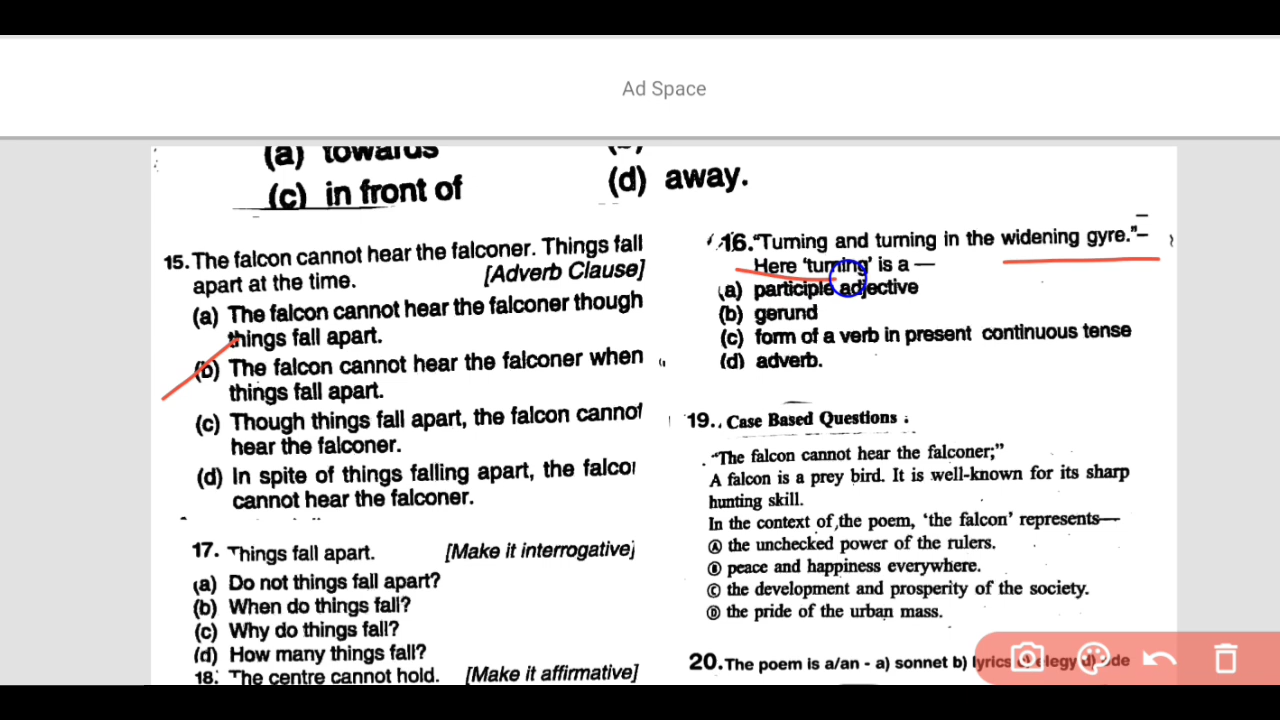 Ad Space
(a) towards
(c) in front of
(d) away.
15. The falcon cannot hear the falconer. Things fall
apart at the time. [Adverb Clause]
(a) The falcon cannot hear the falconer though
things fall apart.
(b) The falcon cannot hear the falconer when
things fall apart.
(c) Though things fall apart, the falcon cannot
hear the falconer.
(d) In spite of things falling apart, the falcon
cannot hear the falconer.
17. Things fall apart. [Make it interrogative]
(a) Do not things fall apart?
(b) When do things fall?
(c) Why do things fall?
(d) How many things fall?
18. The centre cannot hold. [Make it affirmative]
16. "Turning and turning in the widening gyre."–
Here 'turning' is a —
(a) participle adjective
(b) gerund
(c) form of a verb in present continuous tense
(d) adverb.
19. Case Based Questions :
"The falcon cannot hear the falconer;"
A falcon is a prey bird. It is well-known for its sharp
hunting skill.
In the context of the poem, 'the falcon' represents—
Ⓐ the unchecked power of the rulers.
Ⓑ peace and happiness everywhere.
Ⓒ the development and prosperity of the society.
Ⓓ the pride of the urban mass.
20. The poem is a/an - a) sonnet b) lyrics c) elegy d) ode